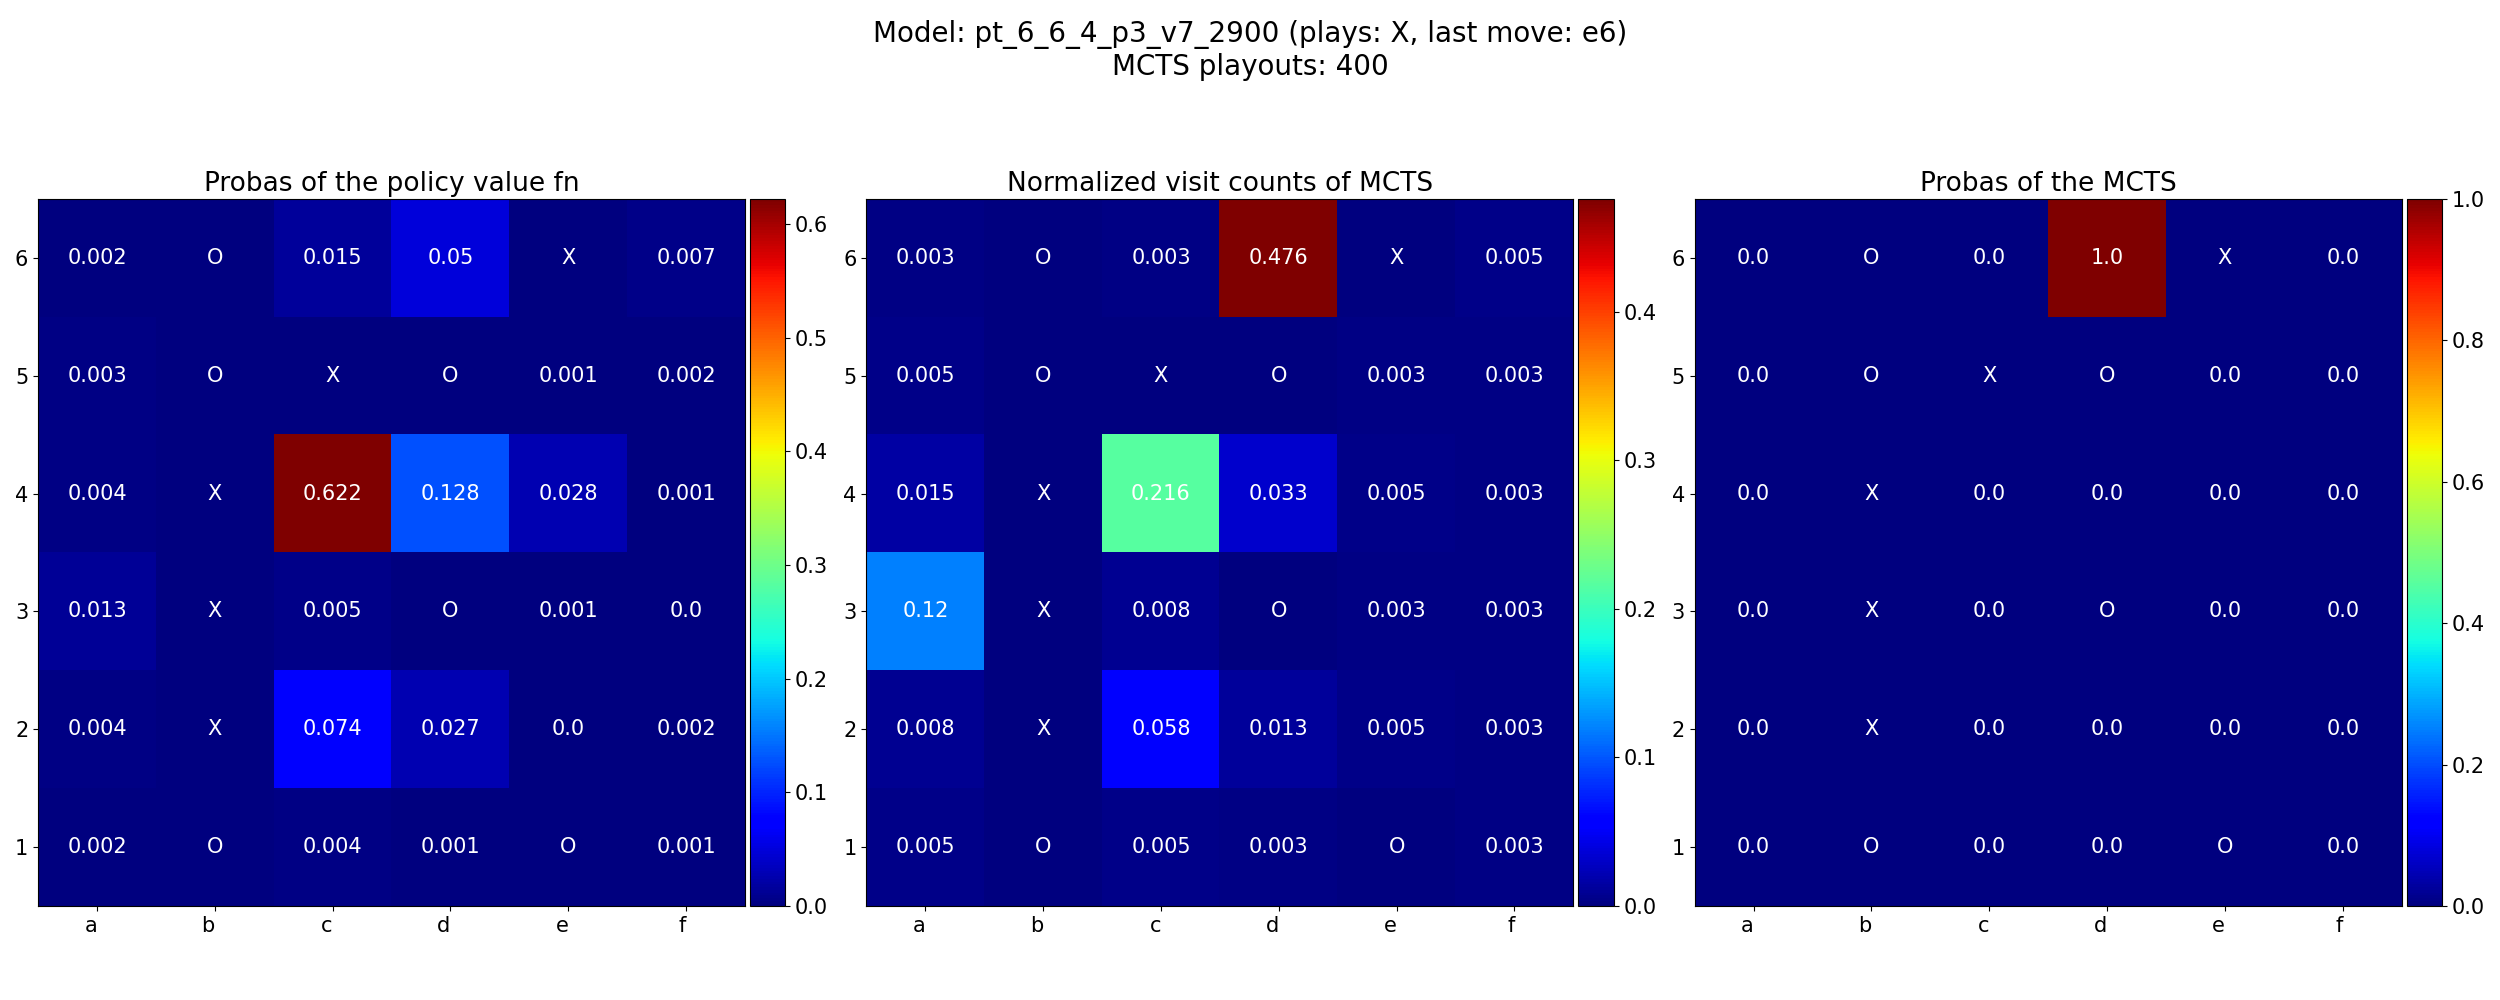 Model: pt_6_6_4_p3_v7_2900 (plays: X, last move: e6)
MCTS playouts: 400
Probas of the policy value fn
6 0.002 O 0.015 0.05 X 0.007
5 0.003 O X O 0.001 0.002
4 0.004 X 0.622 0.128 0.028 0.001
3 0.013 X 0.005 O 0.001 0.0
2 0.004 X 0.074 0.027 0.0 0.002
1 0.002 O 0.004 0.001 O 0.001
a b c d e f
0.6
0.5
0.4
0.3
0.2
0.1
0.0
Normalized visit counts of MCTS
6 0.003 O 0.003 0.476 X 0.005
5 0.005 O X O 0.003 0.003
4 0.015 X 0.216 0.033 0.005 0.003
3 0.12 X 0.008 O 0.003 0.003
2 0.008 X 0.058 0.013 0.005 0.003
1 0.005 O 0.005 0.003 O 0.003
a b c d e f
0.4
0.3
0.2
0.1
0.0
Probas of the MCTS
6 0.0 O 0.0 1.0 X 0.0
5 0.0 O X O 0.0 0.0
4 0.0 X 0.0 0.0 0.0 0.0
3 0.0 X 0.0 O 0.0 0.0
2 0.0 X 0.0 0.0 0.0 0.0
1 0.0 O 0.0 0.0 O 0.0
a b c d e f
1.0
0.8
0.6
0.4
0.2
0.0